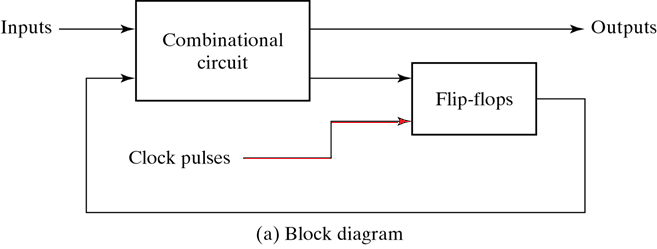 Inputs
Combinational
circuit
Outputs
Flip-flops
Clock pulses
(a) Block diagram